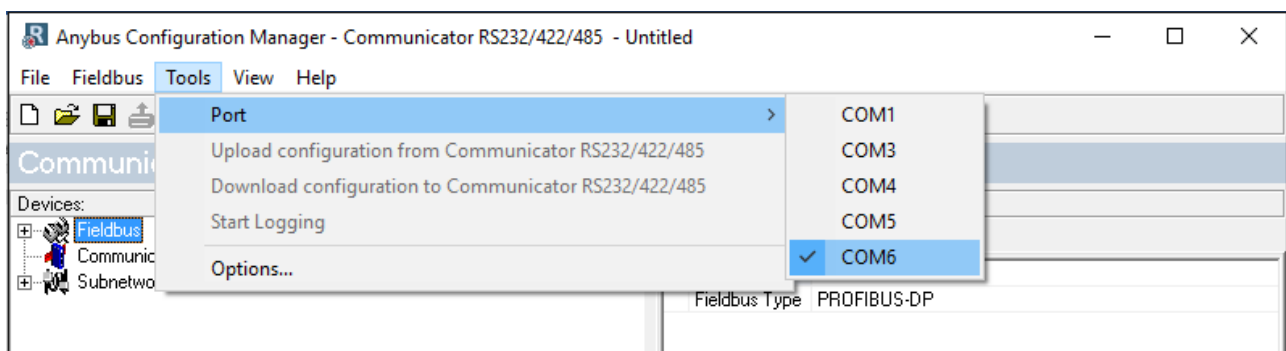 Anybus Configuration Manager - Communicator RS232/422/485 - Untitled
File Fieldbus Tools View Help
Port
COM1
Upload configuration from Communicator RS232/422/485
COM3
Download configuration to Communicator RS232/422/485
COM4
Start Logging
COM5
Options...
COM6
Communi
Devices:
Fieldbus
Communic
Subnetwo
Fieldbus Type PROFIBUS-DP